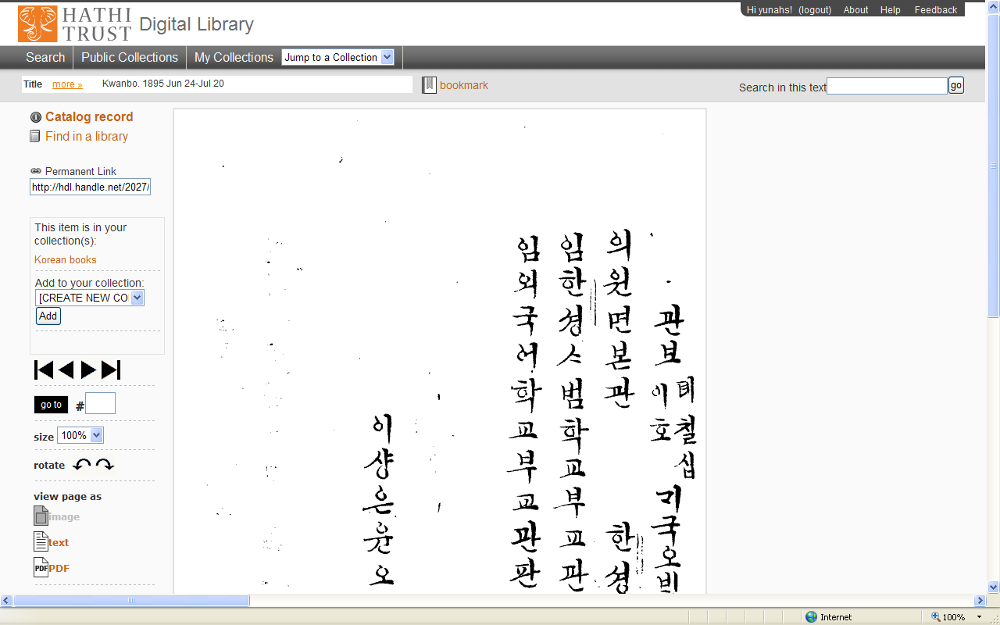 HATHI TRUST Digital Library
Hi yunahs! (logout) About Help Feedback
Search Public Collections My Collections Jump to a Collection
Title more » Kwanbo. 1895 Jun 24-Jul 20
bookmark
Search in this text go
Catalog record
Find in a library
Permanent Link
http://hdl.handle.net/2027/
This item is in your
collection(s):
Korean books
Add to your collection:
[CREATE NEW CO
Add
go to #
size 100%
rotate
view page as
image
text
PDF
관보 뎨칠십이호 긔국오
의원면본관 한셩
임한셩스범학교부교관
임외국어학교부교관판
이샹은윤오
Internet
100%